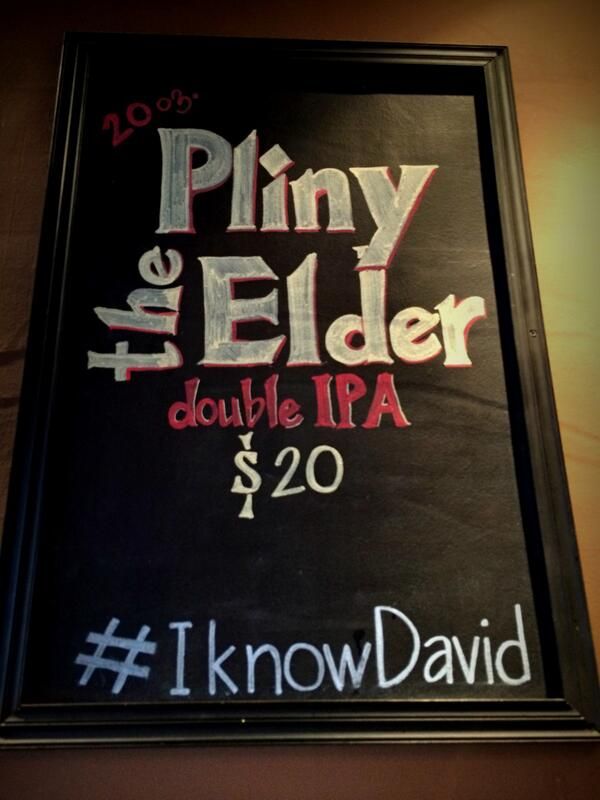 20 oz.
Pliny
the Elder
double IPA
$20
#IknowDavid